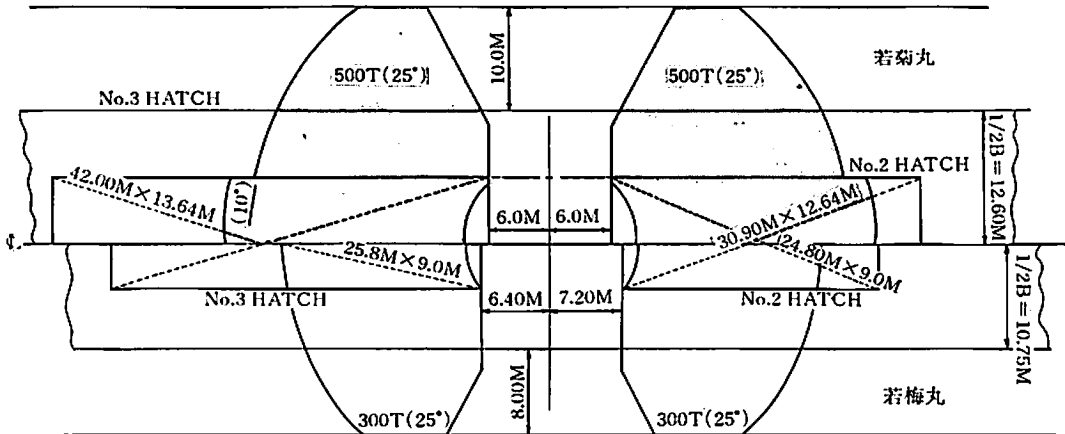 500T(25°)
10.0M
500T(25°)
若菊丸
No.3 HATCH
1/2B=12.60M
No.2 HATCH
42.00M×13.64M
(10°)
6.0M
6.0M
30.90M×12.64M
℄
25.8M×9.0M
24.80M×9.0M
No.3 HATCH
6.40M
7.20M
No.2 HATCH
1/2B=10.75M
8.00M
若梅丸
300T(25°)
300T(25°)